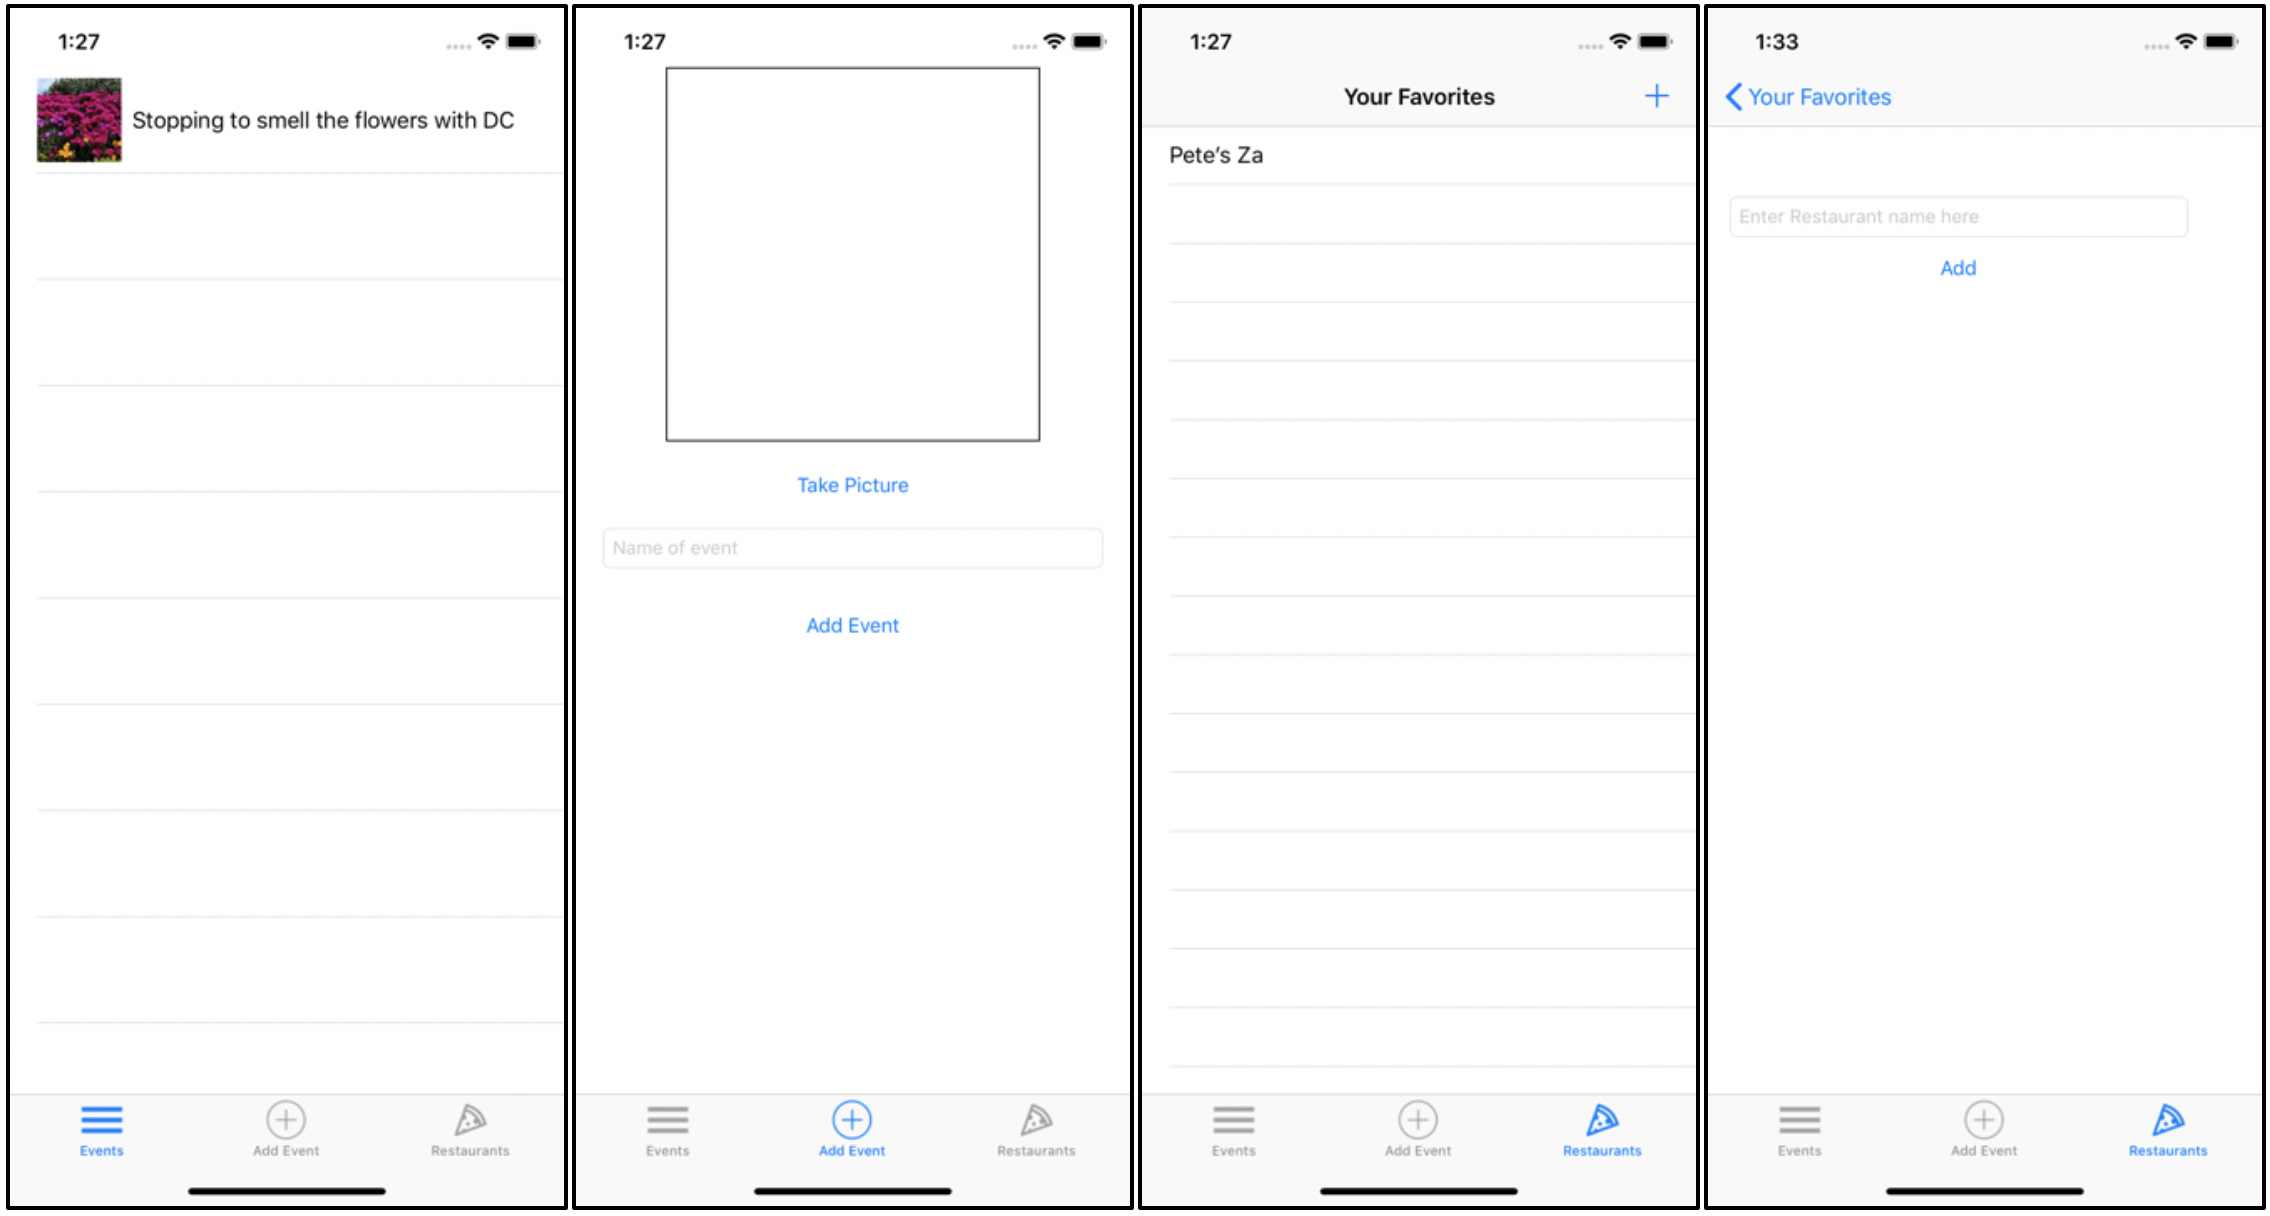 1:27
Stopping to smell the flowers with DC
Events
Add Event
Restaurants
1:27
Take Picture
Name of event
Add Event
Events
Add Event
Restaurants
1:27
Your Favorites
Pete's Za
Events
Add Event
Restaurants
1:33
Your Favorites
Enter Restaurant name here
Add
Events
Add Event
Restaurants